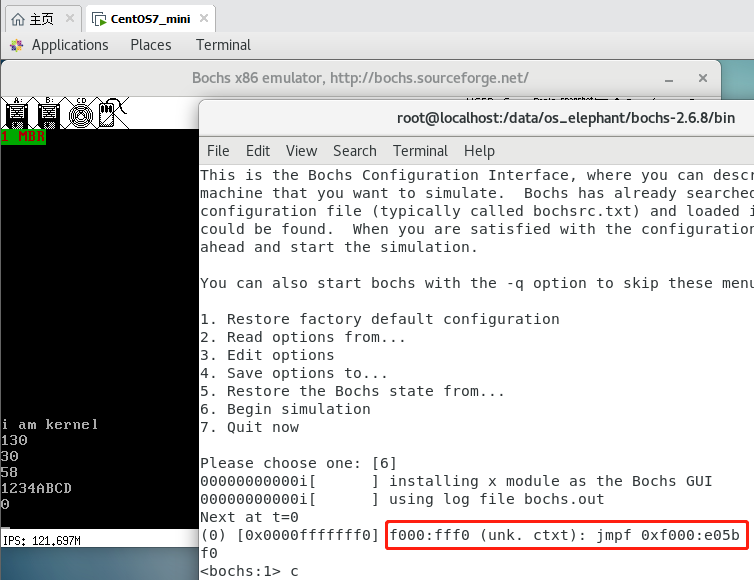 主页
CentOS7_mini
Applications Places Terminal
Bochs x86 emulator, http://bochs.sourceforge.net/
A: B: CD
1 MBR
root@localhost:/data/os_elephant/bochs-2.6.8/bin
File Edit View Search Terminal Help
This is the Bochs Configuration Interface, where you can descr
machine that you want to simulate. Bochs has already searched
configuration file (typically called bochsrc.txt) and loaded i
could be found. When you are satisfied with the configuration
ahead and start the simulation.
You can also start bochs with the -q option to skip these menu
1. Restore factory default configuration
2. Read options from...
3. Edit options
4. Save options to...
5. Restore the Bochs state from...
6. Begin simulation
7. Quit now
Please choose one: [6]
00000000000i[ ] installing x module as the Bochs GUI
00000000000i[ ] using log file bochs.out
Next at t=0
(0) [0x0000fffffff0] f000:fff0 (unk. ctxt): jmpf 0xf000:e05b
f0
<bochs:1> c
i am kernel
130
30
58
1234ABCD
0
IPS: 121.697M